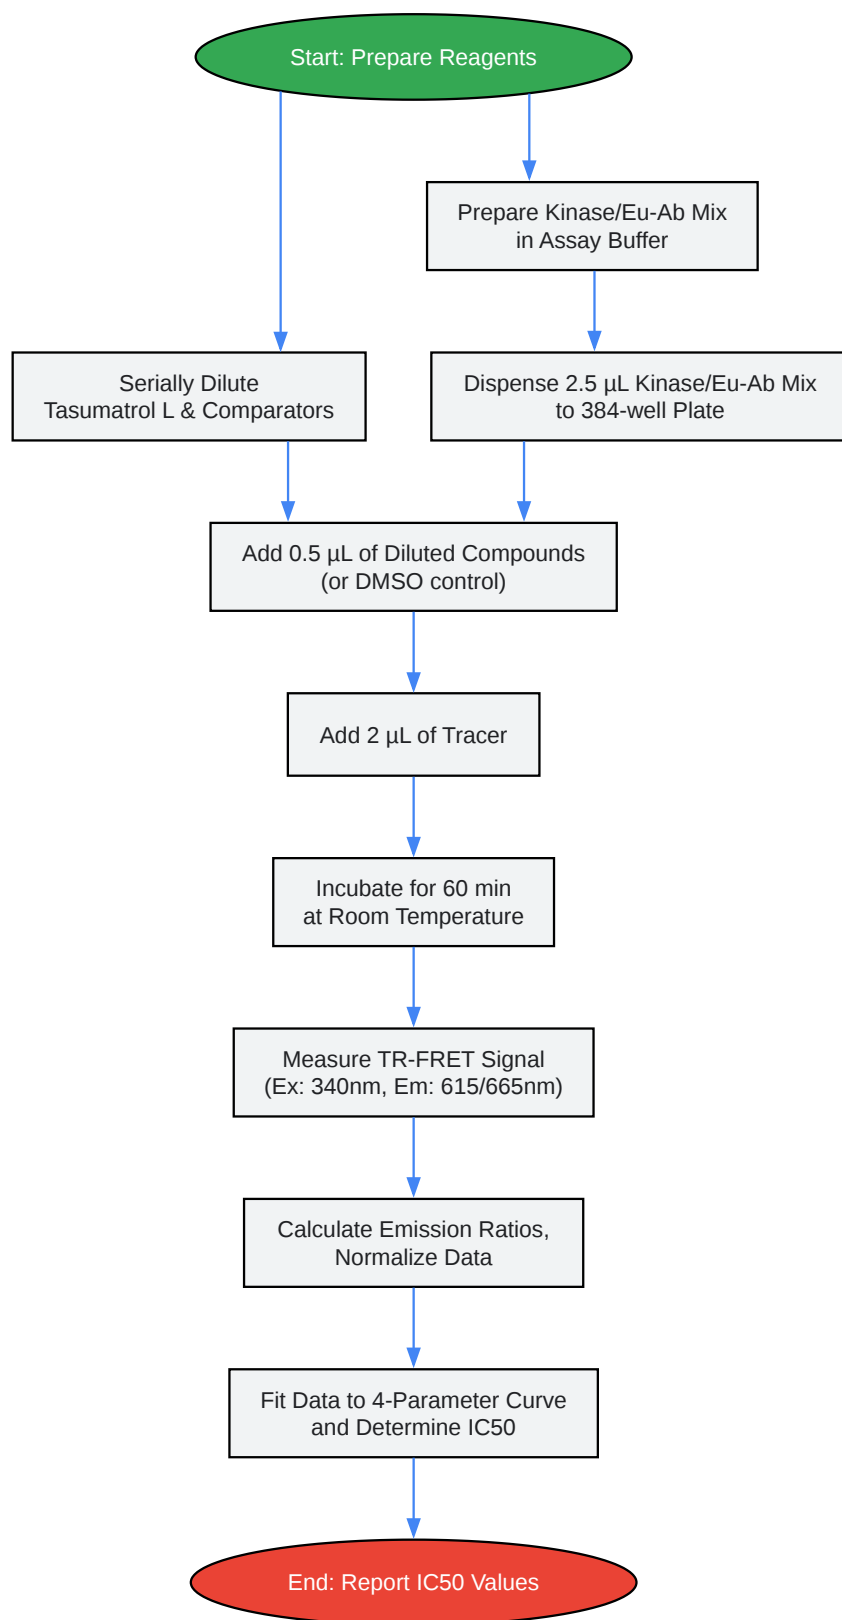 Start: Prepare Reagents
Prepare Kinase/Eu-Ab Mix
in Assay Buffer
Serially Dilute
Tasumatrol L & Comparators
Dispense 2.5 µL Kinase/Eu-Ab Mix
to 384-well Plate
Add 0.5 µL of Diluted Compounds
(or DMSO control)
Add 2 µL of Tracer
Incubate for 60 min
at Room Temperature
Measure TR-FRET Signal
(Ex: 340nm, Em: 615/665nm)
Calculate Emission Ratios,
Normalize Data
Fit Data to 4-Parameter Curve
and Determine IC50
End: Report IC50 Values